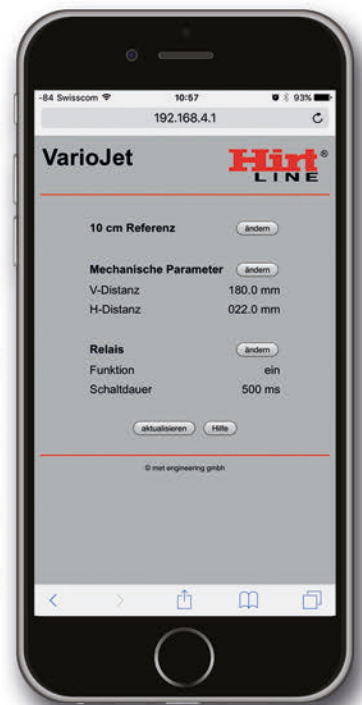 -84 Swisscom 10:57 93%
192.168.4.1
VarioJet
Hirt®
LINE
10 cm Referenz ändern
Mechanische Parameter ändern
V-Distanz 180.0 mm
H-Distanz 022.0 mm
Relais ändern
Funktion ein
Schaltdauer 500 ms
aktualisieren Hilfe
© met engineering gmbh